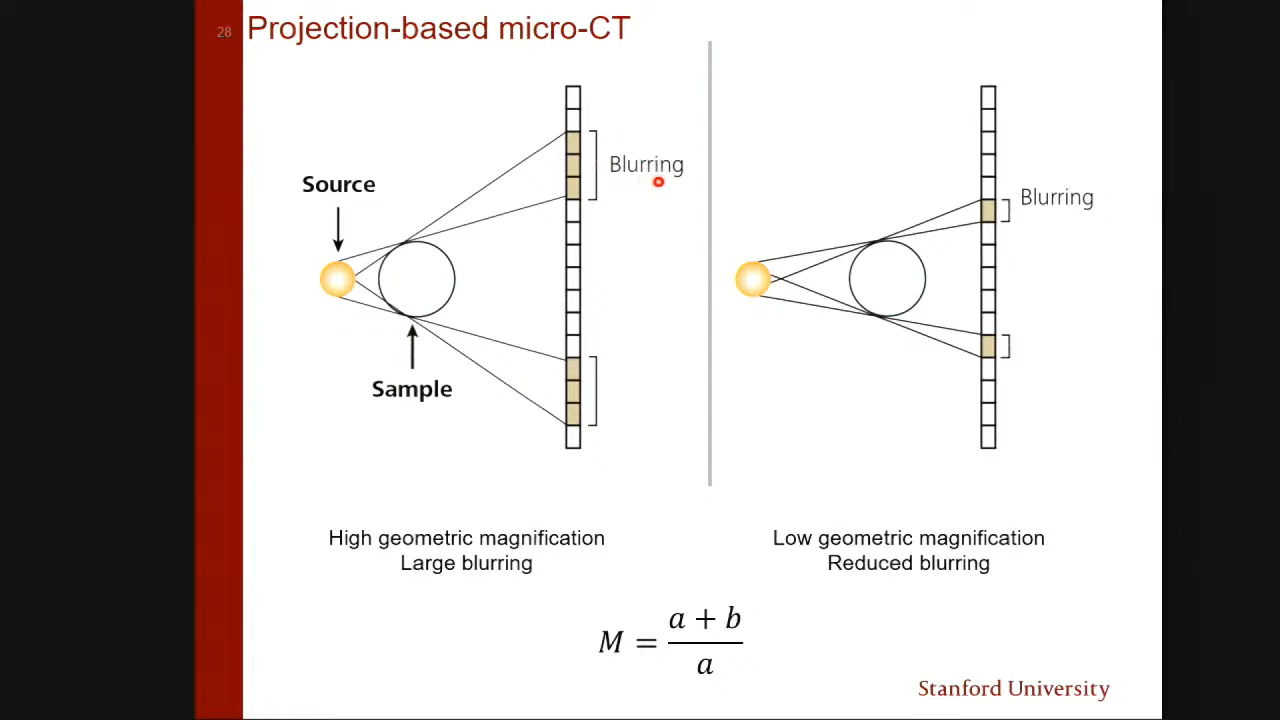 28
Projection-based micro-CT
Source
Sample
Blurring
Blurring
High geometric magnification
Large blurring
Low geometric magnification
Reduced blurring
M = (a + b) / a
Stanford University